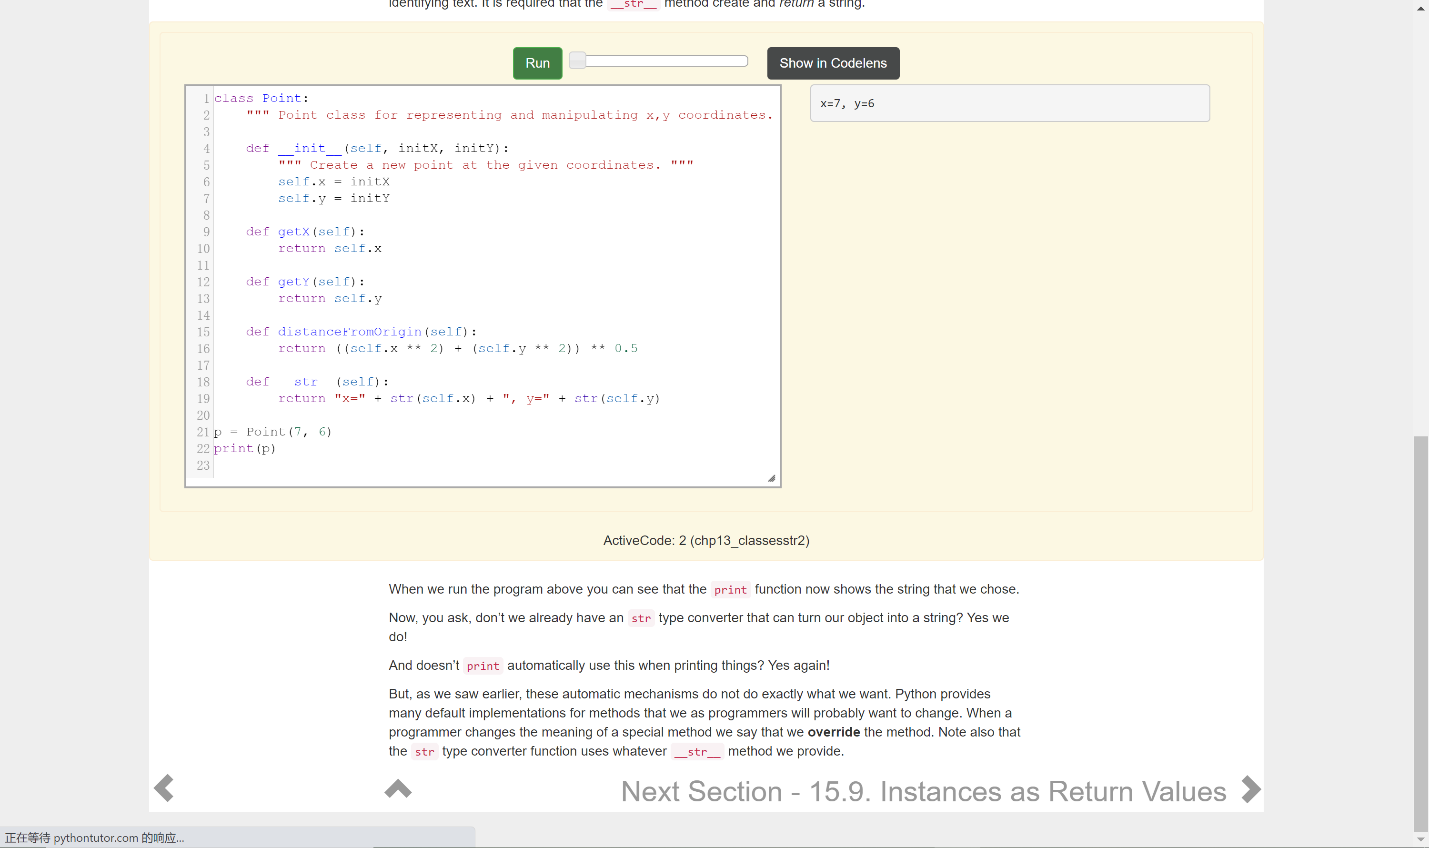 identifying text. It is required that the __str__ method create and return a string.
Run
Show in Codelens
x=7, y=6
1 class Point:
2     """ Point class for representing and manipulating x,y coordinates.
3
4     def __init__(self, initX, initY):
5         """ Create a new point at the given coordinates. """
6         self.x = initX
7         self.y = initY
8
9     def getX(self):
10         return self.x
11
12     def getY(self):
13         return self.y
14
15     def distanceFromOrigin(self):
16         return ((self.x ** 2) + (self.y ** 2)) ** 0.5
17
18     def __str__(self):
19         return "x=" + str(self.x) + ", y=" + str(self.y)
20
21 p = Point(7, 6)
22 print(p)
23
ActiveCode: 2 (chp13_classesstr2)
When we run the program above you can see that the print function now shows the string that we chose.
Now, you ask, don’t we already have an str type converter that can turn our object into a string? Yes we
do!
And doesn’t print automatically use this when printing things? Yes again!
But, as we saw earlier, these automatic mechanisms do not do exactly what we want. Python provides
many default implementations for methods that we as programmers will probably want to change. When a
programmer changes the meaning of a special method we say that we override the method. Note also that
the str type converter function uses whatever __str__ method we provide.
Next Section - 15.9. Instances as Return Values
正在等待 pythontutor.com 的响应...